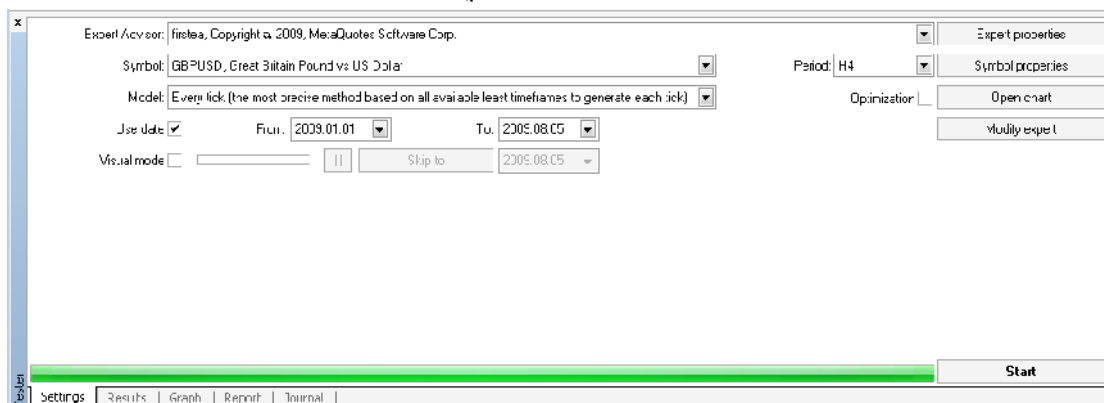 x
Expert Advisor: firstea, Copyright © 2009, MetaQuotes Software Corp. Expert properties
Symbol: GBPUSD, Great Britain Pound vs US Dollar Period: H4 Symbol properties
Model: Every tick (the most precise method based on all available least timeframes to generate each tick) Optimization Open chart
Use date From: 2009.01.01 To: 2009.08.05 Modify expert
Visual mode Skip to 2009.08.05
Start
Tester
Settings | Results | Graph | Report | Journal |